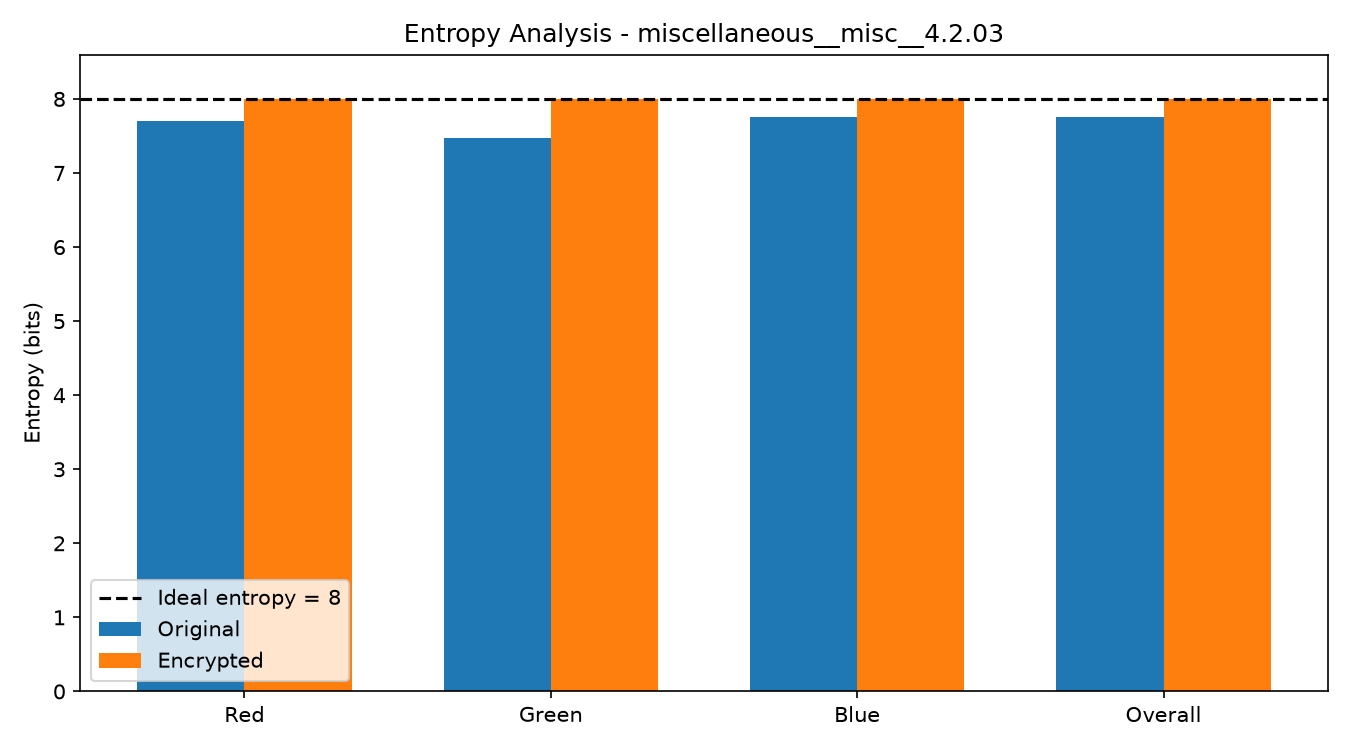 Entropy Analysis - miscellaneous__misc__4.2.03
Entropy (bits)
8
7
6
5
4
3
2
1
0
Ideal entropy = 8
Original
Encrypted
Red Green Blue Overall